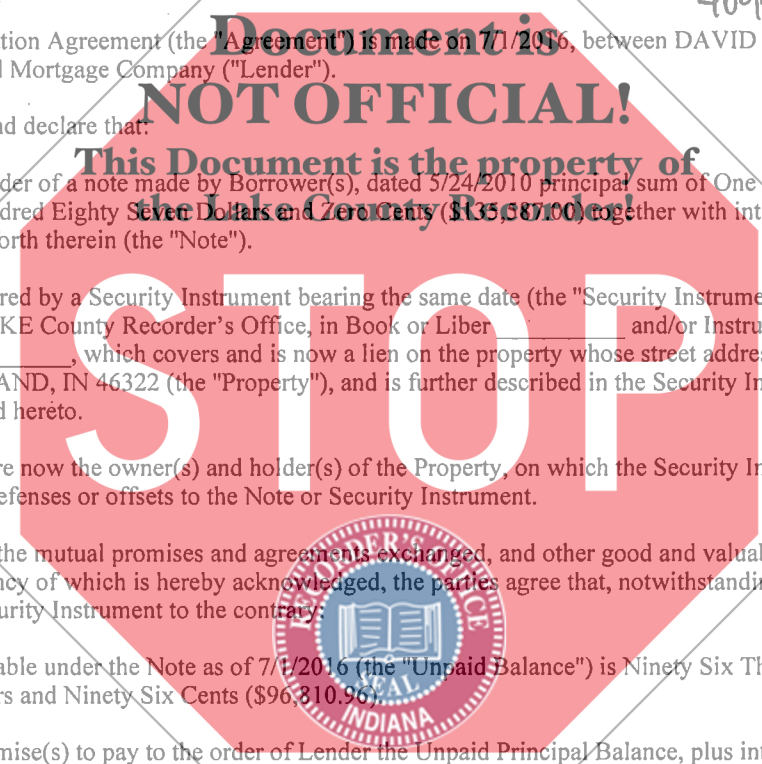 Document is
NOT OFFICIAL!
This Document is the property of
the Lake County Recorder!
STOP
RECORDER'S OFFICE
SEAL
INDIANA
tion Agreement (the "Agreement") is made on 7/1/2016, between DAVID
Mortgage Company ("Lender").
nd declare that:
der of a note made by Borrower(s), dated 5/24/2010 principal sum of One
dred Eighty Seven Dollars and Zero Cents ($135,587.00) together with int
orth therein (the "Note").
red by a Security Instrument bearing the same date (the "Security Instrume
KE County Recorder's Office, in Book or Liber ____________ and/or Instru
______, which covers and is now a lien on the property whose street addres
AND, IN 46322 (the "Property"), and is further described in the Security In
d hereto.
re now the owner(s) and holder(s) of the Property, on which the Security In
efenses or offsets to the Note or Security Instrument.
the mutual promises and agreements exchanged, and other good and valuab
ncy of which is hereby acknowledged, the parties agree that, notwithstandin
urity Instrument to the contrary:
able under the Note as of 7/1/2016 (the "Unpaid Balance") is Ninety Six Th
rs and Ninety Six Cents ($96,810.96).
mise(s) to pay to the order of Lender the Unpaid Principal Balance, plus int